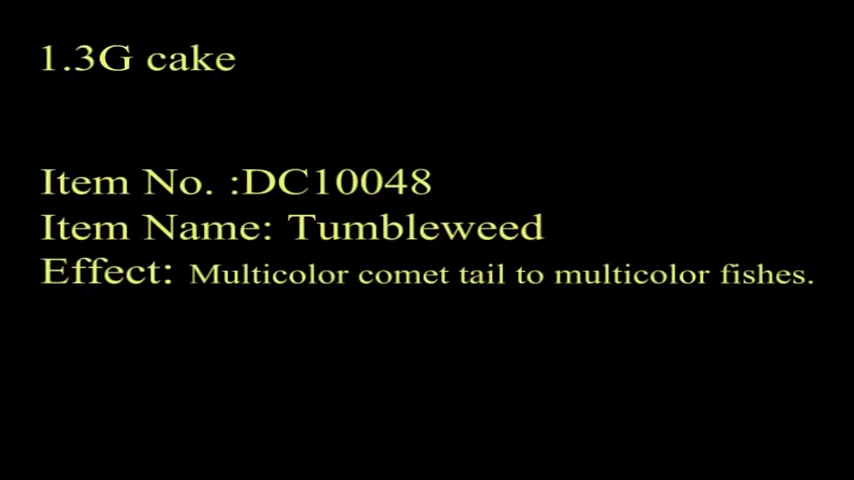 1.3G cake
Item No. :DC10048
Item Name: Tumbleweed
Effect: Multicolor comet tail to multicolor fishes.